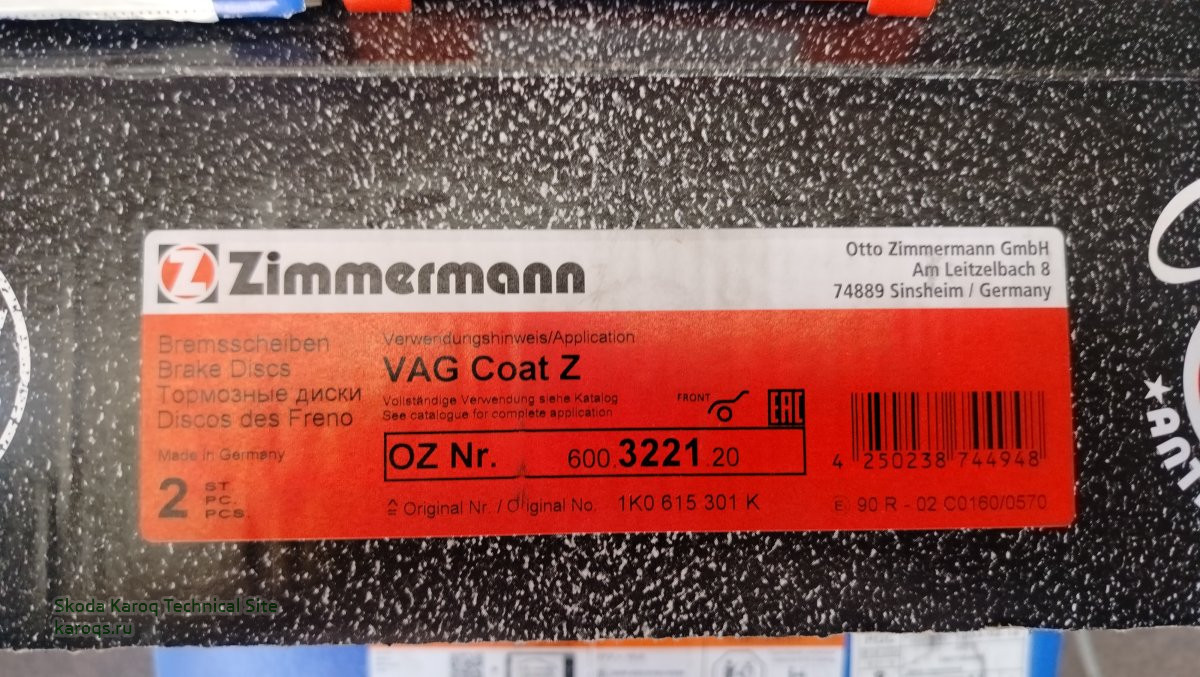 Zimmermann
Otto Zimmermann GmbH
Am Leitzelbach 8
74889 Sinsheim / Germany
Bremsscheiben
Brake Discs
Тормозные диски
Discos des Freno
Made in Germany
2 ST.
PC.
PCS.
Verwendungshinweis/Application
VAG Coat Z
Vollständige Verwendung siehe Katalog
See catalogue for complete application
FRONT
EAC
OZ Nr. 600.3221.20
≙ Original Nr. / Original No. 1K0 615 301 K
4 250238 744948
E1 90 R - 02 C0160/0570
Skoda Karoq Technical Site
karoqs.ru